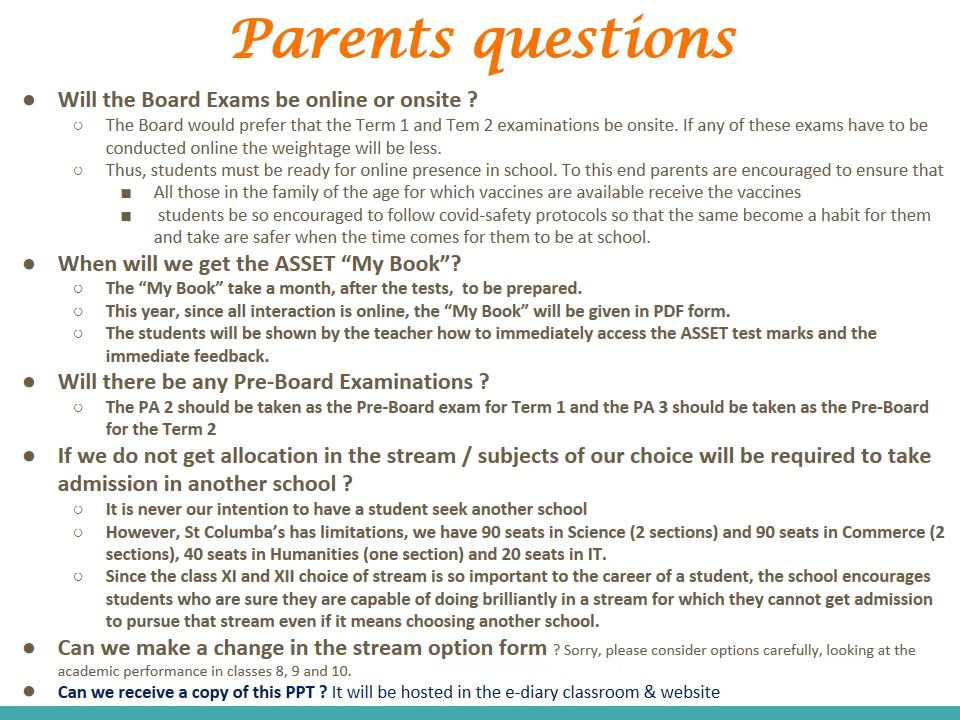 Parents questions
● Will the Board Exams be online or onsite ?
○ The Board would prefer that the Term 1 and Tem 2 examinations be onsite. If any of these exams have to be
conducted online the weightage will be less.
○ Thus, students must be ready for online presence in school. To this end parents are encouraged to ensure that
■ All those in the family of the age for which vaccines are available receive the vaccines
■ students be so encouraged to follow covid-safety protocols so that the same become a habit for them
and take are safer when the time comes for them to be at school.
● When will we get the ASSET “My Book”?
○ The “My Book” take a month, after the tests, to be prepared.
○ This year, since all interaction is online, the “My Book” will be given in PDF form.
○ The students will be shown by the teacher how to immediately access the ASSET test marks and the
immediate feedback.
● Will there be any Pre-Board Examinations ?
○ The PA 2 should be taken as the Pre-Board exam for Term 1 and the PA 3 should be taken as the Pre-Board
for the Term 2
● If we do not get allocation in the stream / subjects of our choice will be required to take
admission in another school ?
○ It is never our intention to have a student seek another school
○ However, St Columba’s has limitations, we have 90 seats in Science (2 sections) and 90 seats in Commerce (2
sections), 40 seats in Humanities (one section) and 20 seats in IT.
○ Since the class XI and XII choice of stream is so important to the career of a student, the school encourages
students who are sure they are capable of doing brilliantly in a stream for which they cannot get admission
to pursue that stream even if it means choosing another school.
● Can we make a change in the stream option form ? Sorry, please consider options carefully, looking at the
academic performance in classes 8, 9 and 10.
● Can we receive a copy of this PPT ? It will be hosted in the e-diary classroom & website